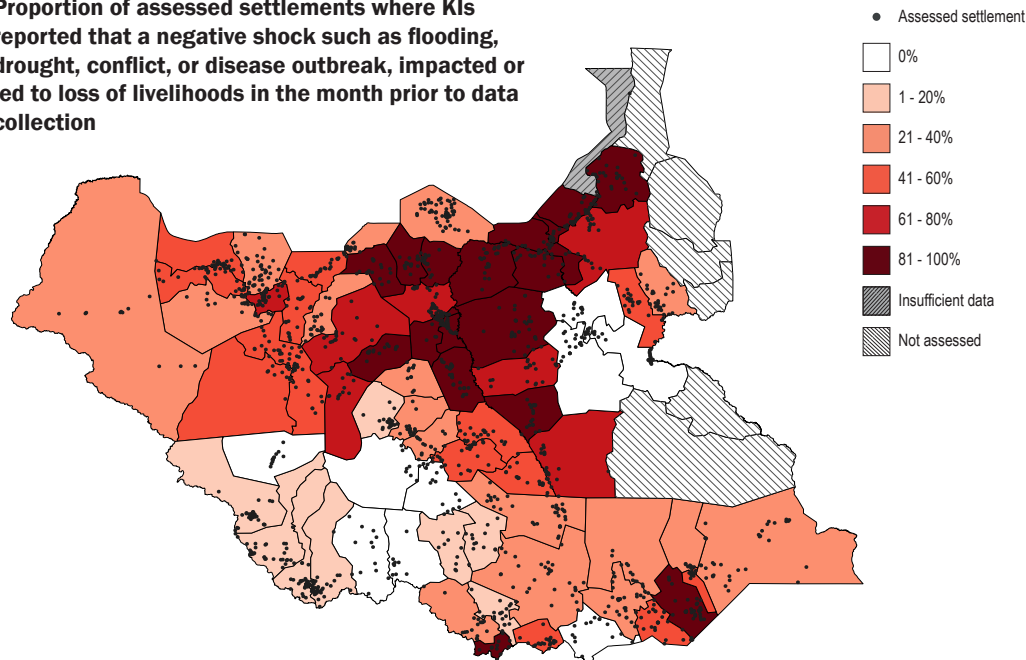 Proportion of assessed settlements where KIs
reported that a negative shock such as flooding,
drought, conflict, or disease outbreak, impacted or
ed to loss of livelihoods in the month prior to data
collection
Assessed settlement
0%
1 - 20%
21 - 40%
41 - 60%
61 - 80%
81 - 100%
Insufficient data
Not assessed